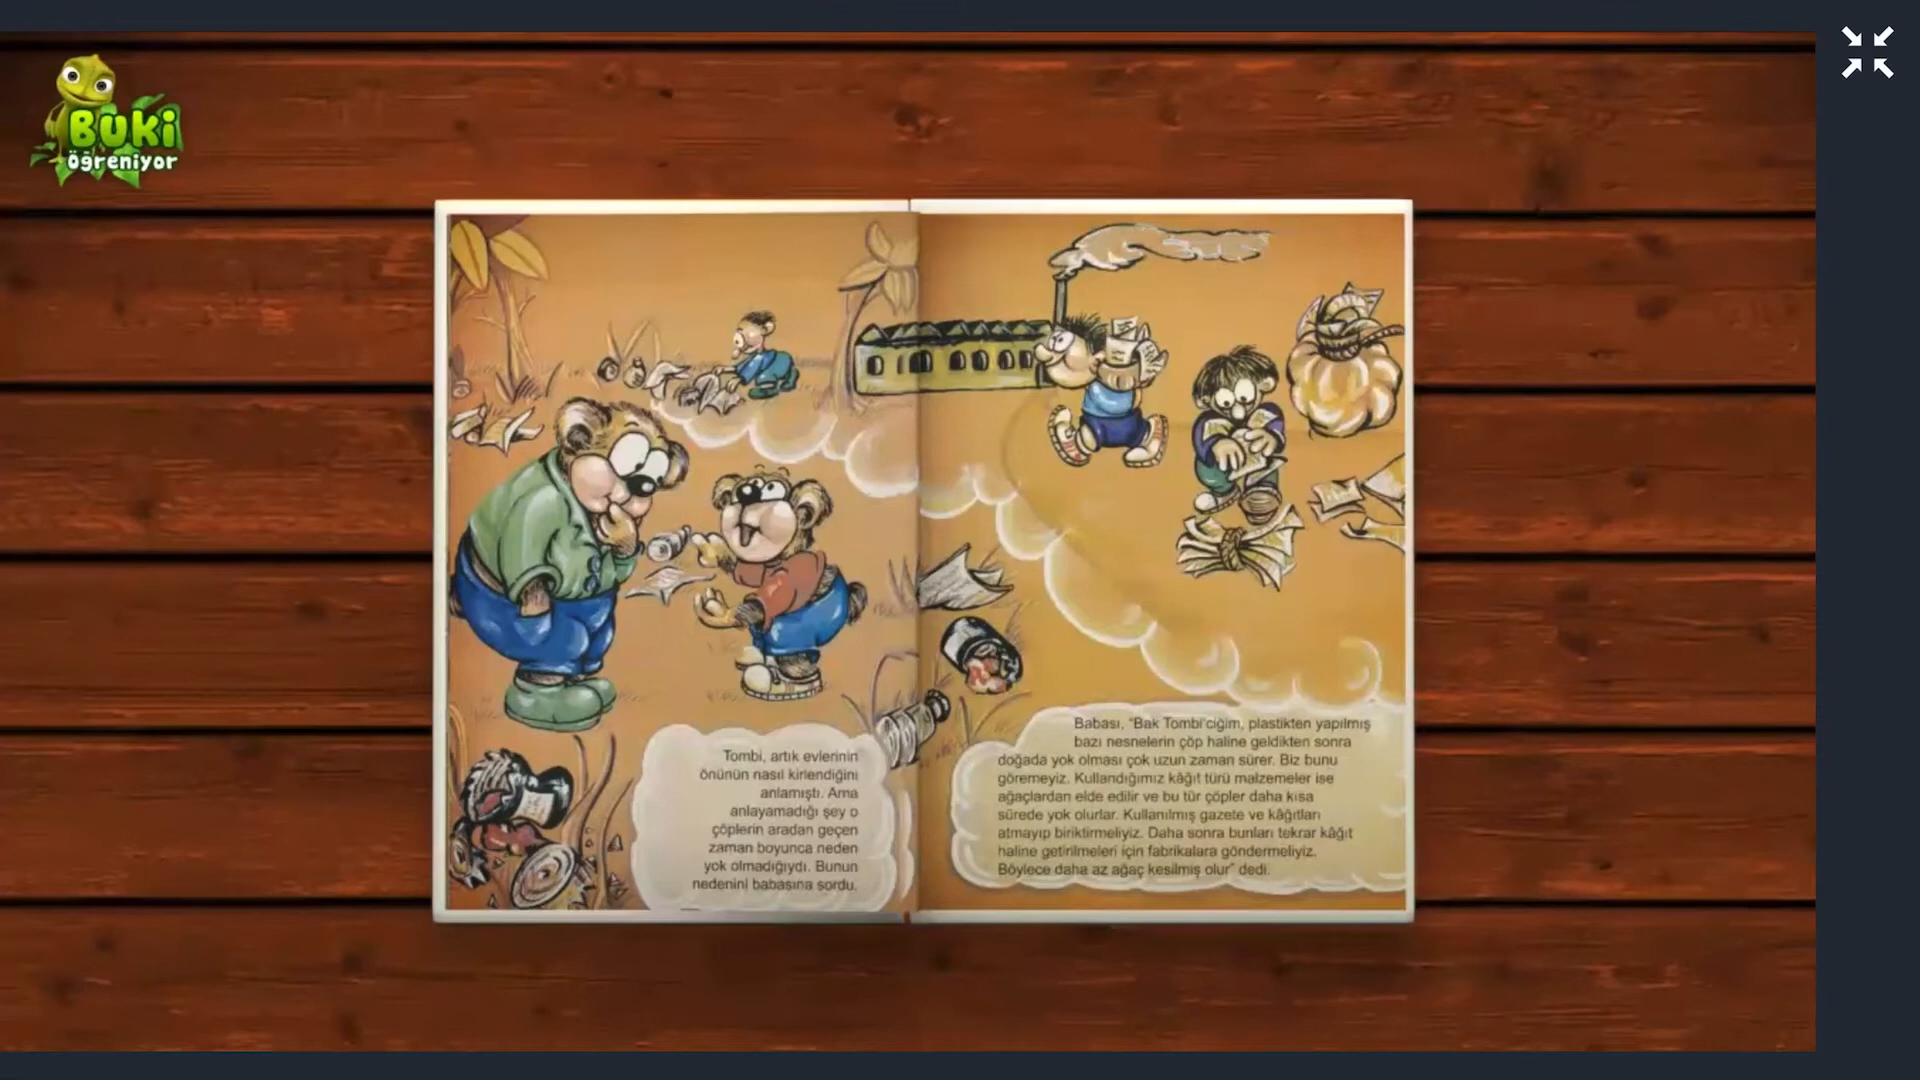 Buki
öğreniyor
Tombi, artık evlerinin
önünün nasıl kirlendiğini
anlamıştı. Ama
anlayamadığı şey o
çöplerin aradan geçen
zaman boyunca neden
yok olmadığıydı. Bunun
nedenini babasına sordu.
Babası, "Bak Tombi'ciğim, plastikten yapılmış
bazı nesnelerin çöp haline geldikten sonra
doğada yok olması çok uzun zaman sürer. Biz bunu
göremeyiz. Kullandığımız kâğıt türü malzemeler ise
ağaçlardan elde edilir ve bu tür çöpler daha kısa
sürede yok olurlar. Kullanılmış gazete ve kâğıtları
atmayıp biriktirmeliyiz. Daha sonra bunları tekrar kâğıt
haline getirilmeleri için fabrikalara göndermeliyiz.
Böylece daha az ağaç kesilmiş olur" dedi.